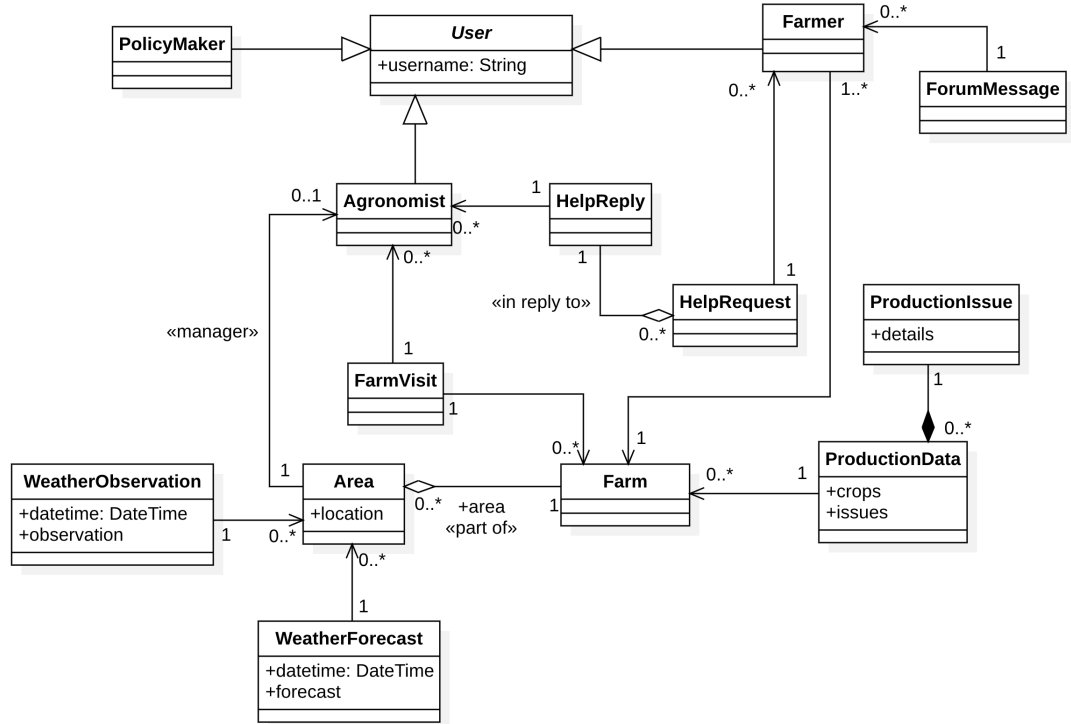 PolicyMaker
User
+username: String
Farmer
0..*
1
ForumMessage
0..*
1..*
0..1
Agronomist
0..*
1
HelpReply
0..*
1
«in reply to»
0..*
1
HelpRequest
ProductionIssue
+details
«manager»
1
FarmVisit
1
0..*
1
1
0..*
WeatherObservation
+datetime: DateTime
+observation
1
0..*
1
Area
+location
0..*
+area
«part of»
1
Farm
0..*
1
ProductionData
+crops
+issues
0..*
1
WeatherForecast
+datetime: DateTime
+forecast